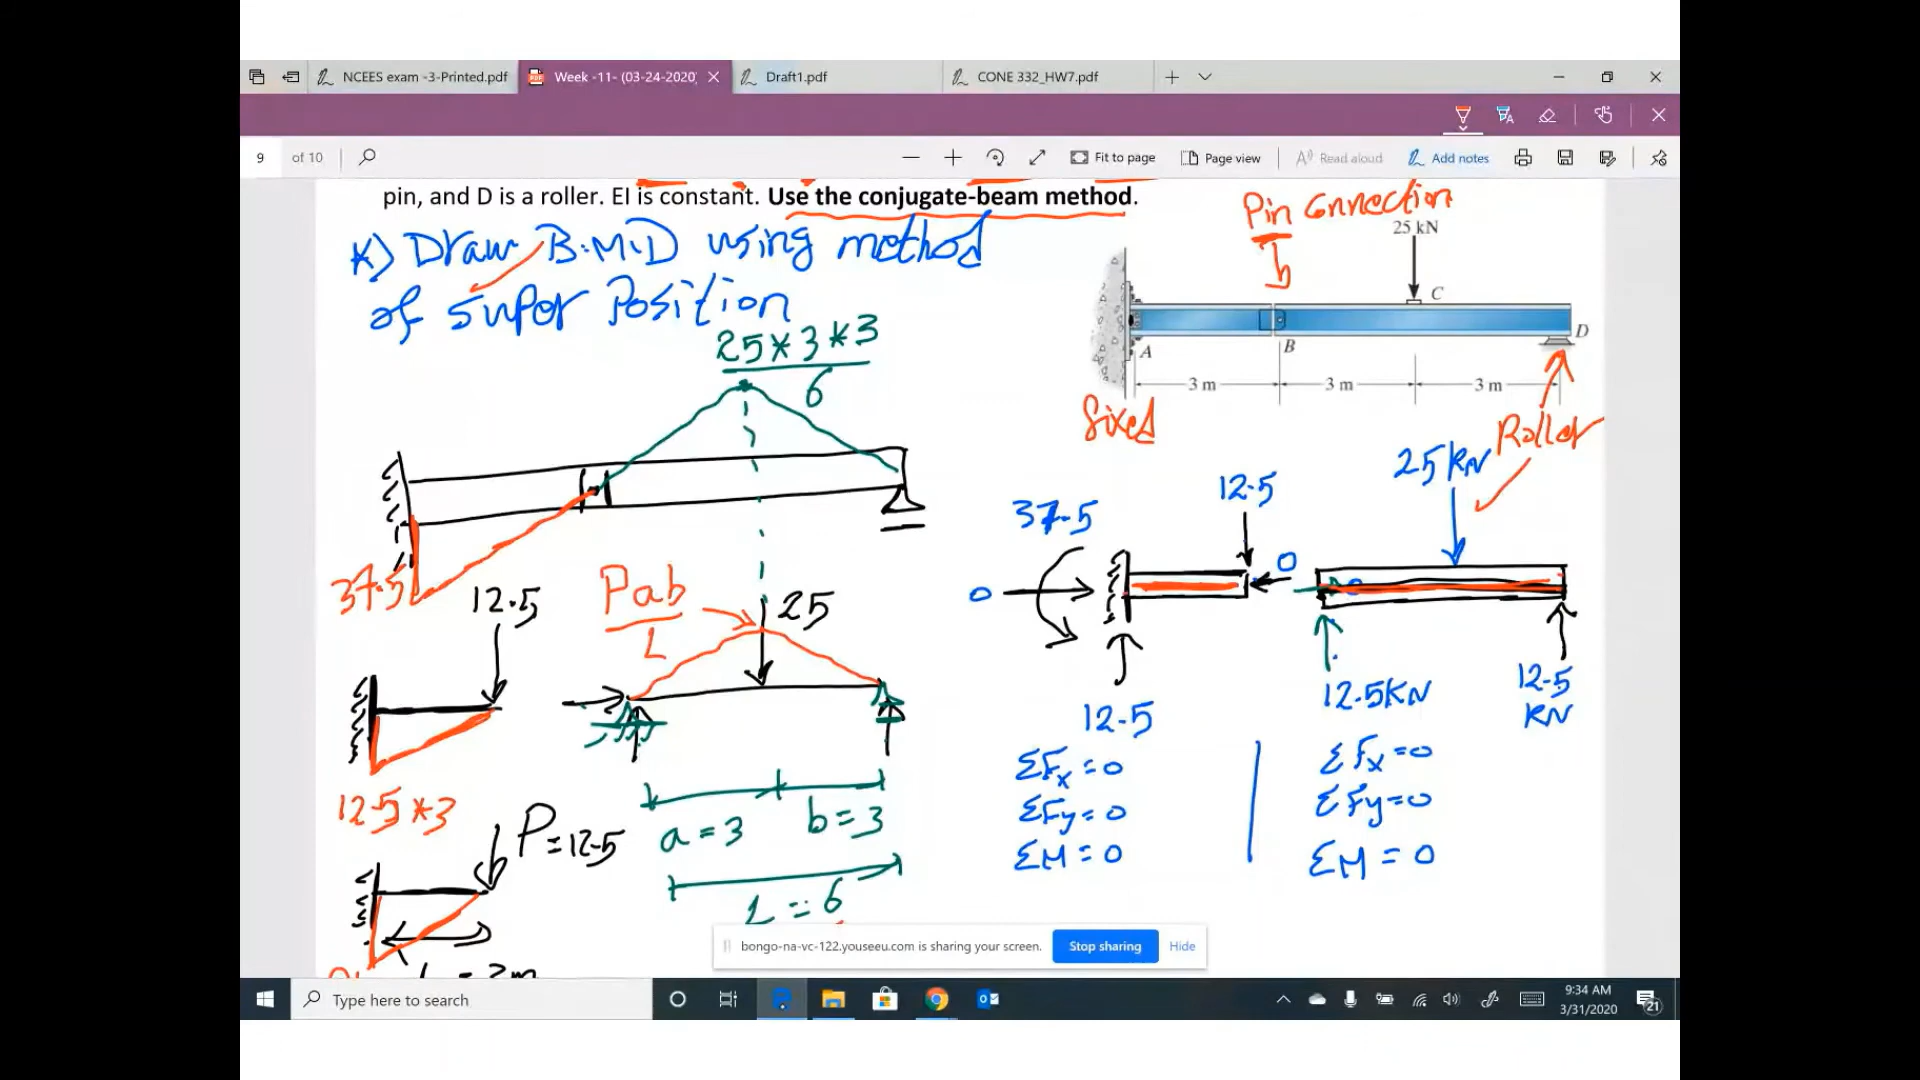 NCEES exam -3-Printed.pdf
Week -11- (03-24-2020)
Draft1.pdf
CONE 332_HW7.pdf
9 of 10
Fit to page
Page view
Read aloud
Add notes
pin, and D is a roller. EI is constant. Use the conjugate-beam method.
Pin Connection
b
25 kN
*) Draw B.M.D using method
of super Position
C
A
B
D
3 m
3 m
3 m
fixed
Roller
25*3*3
6
37.5
12.5
Pab
L
25
12.5*3
P=12.5
a=3
b=3
L=6
= 3m
37.5
12.5
0
0
12.5
25KN
0
12.5KN
12.5
KN
ΣFx=0
ΣFy=0
ΣM=0
ΣFx=0
ΣFy=0
ΣM=0
bongo-na-vc-122.youseeu.com is sharing your screen.
Stop sharing
Hide
Type here to search
9:34 AM
3/31/2020
21